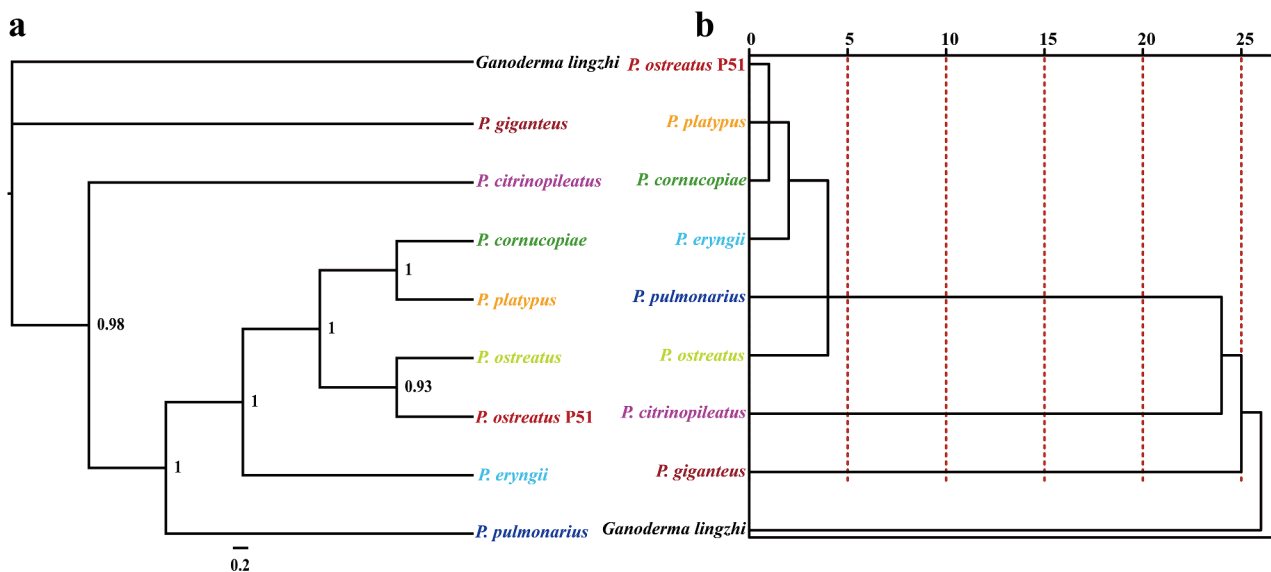 a
Ganoderma lingzhi
P. giganteus
P. citrinopileatus
P. cornucopiae
1
P. platypus
0.98
1
P. ostreatus
0.93
1
P. ostreatus P51
1
P. eryngii
P. pulmonarius
0.2
b
0 5 10 15 20 25
P. ostreatus P51
P. platypus
P. cornucopiae
P. eryngii
P. pulmonarius
P. ostreatus
P. citrinopileatus
P. giganteus
Ganoderma lingzhi